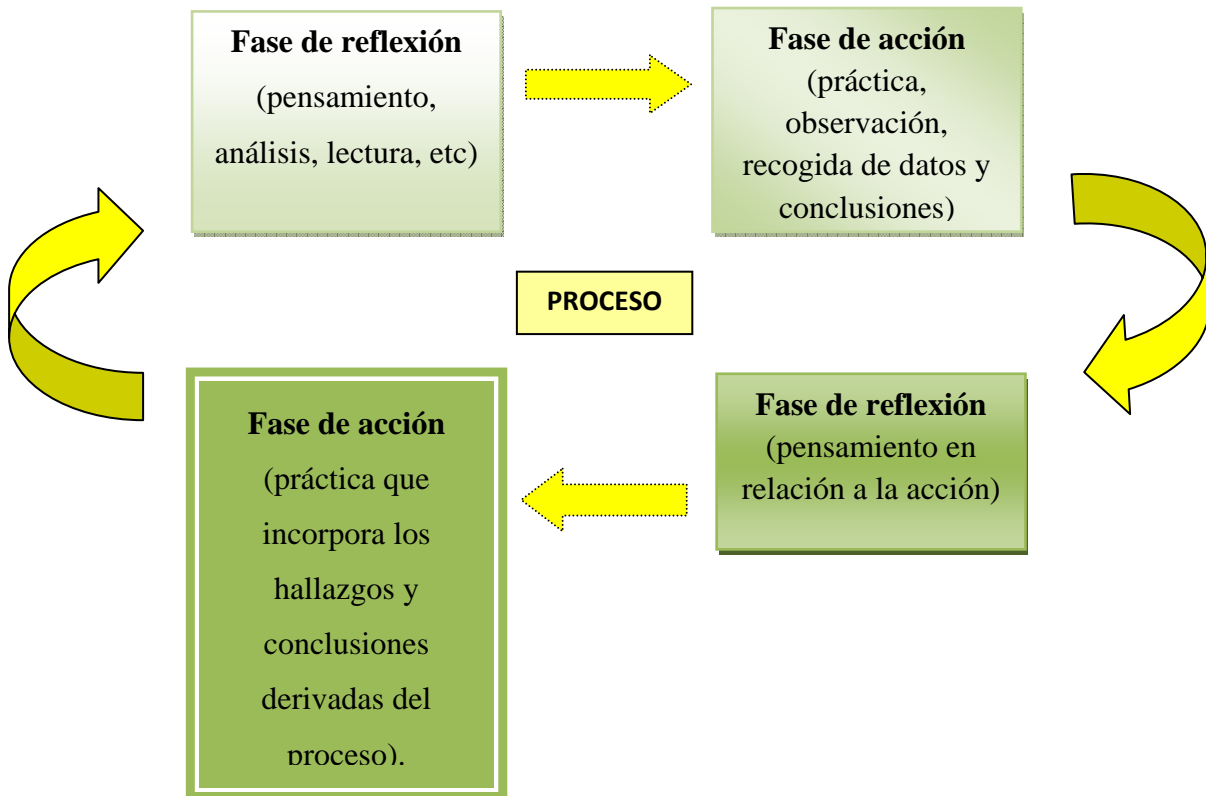 Fase de reflexión
(pensamiento,
análisis, lectura, etc)
Fase de acción
(práctica,
observación,
recogida de datos y
conclusiones)
PROCESO
Fase de reflexión
(pensamiento en
relación a la acción)
Fase de acción
(práctica que
incorpora los
hallazgos y
conclusiones
derivadas del
proceso).